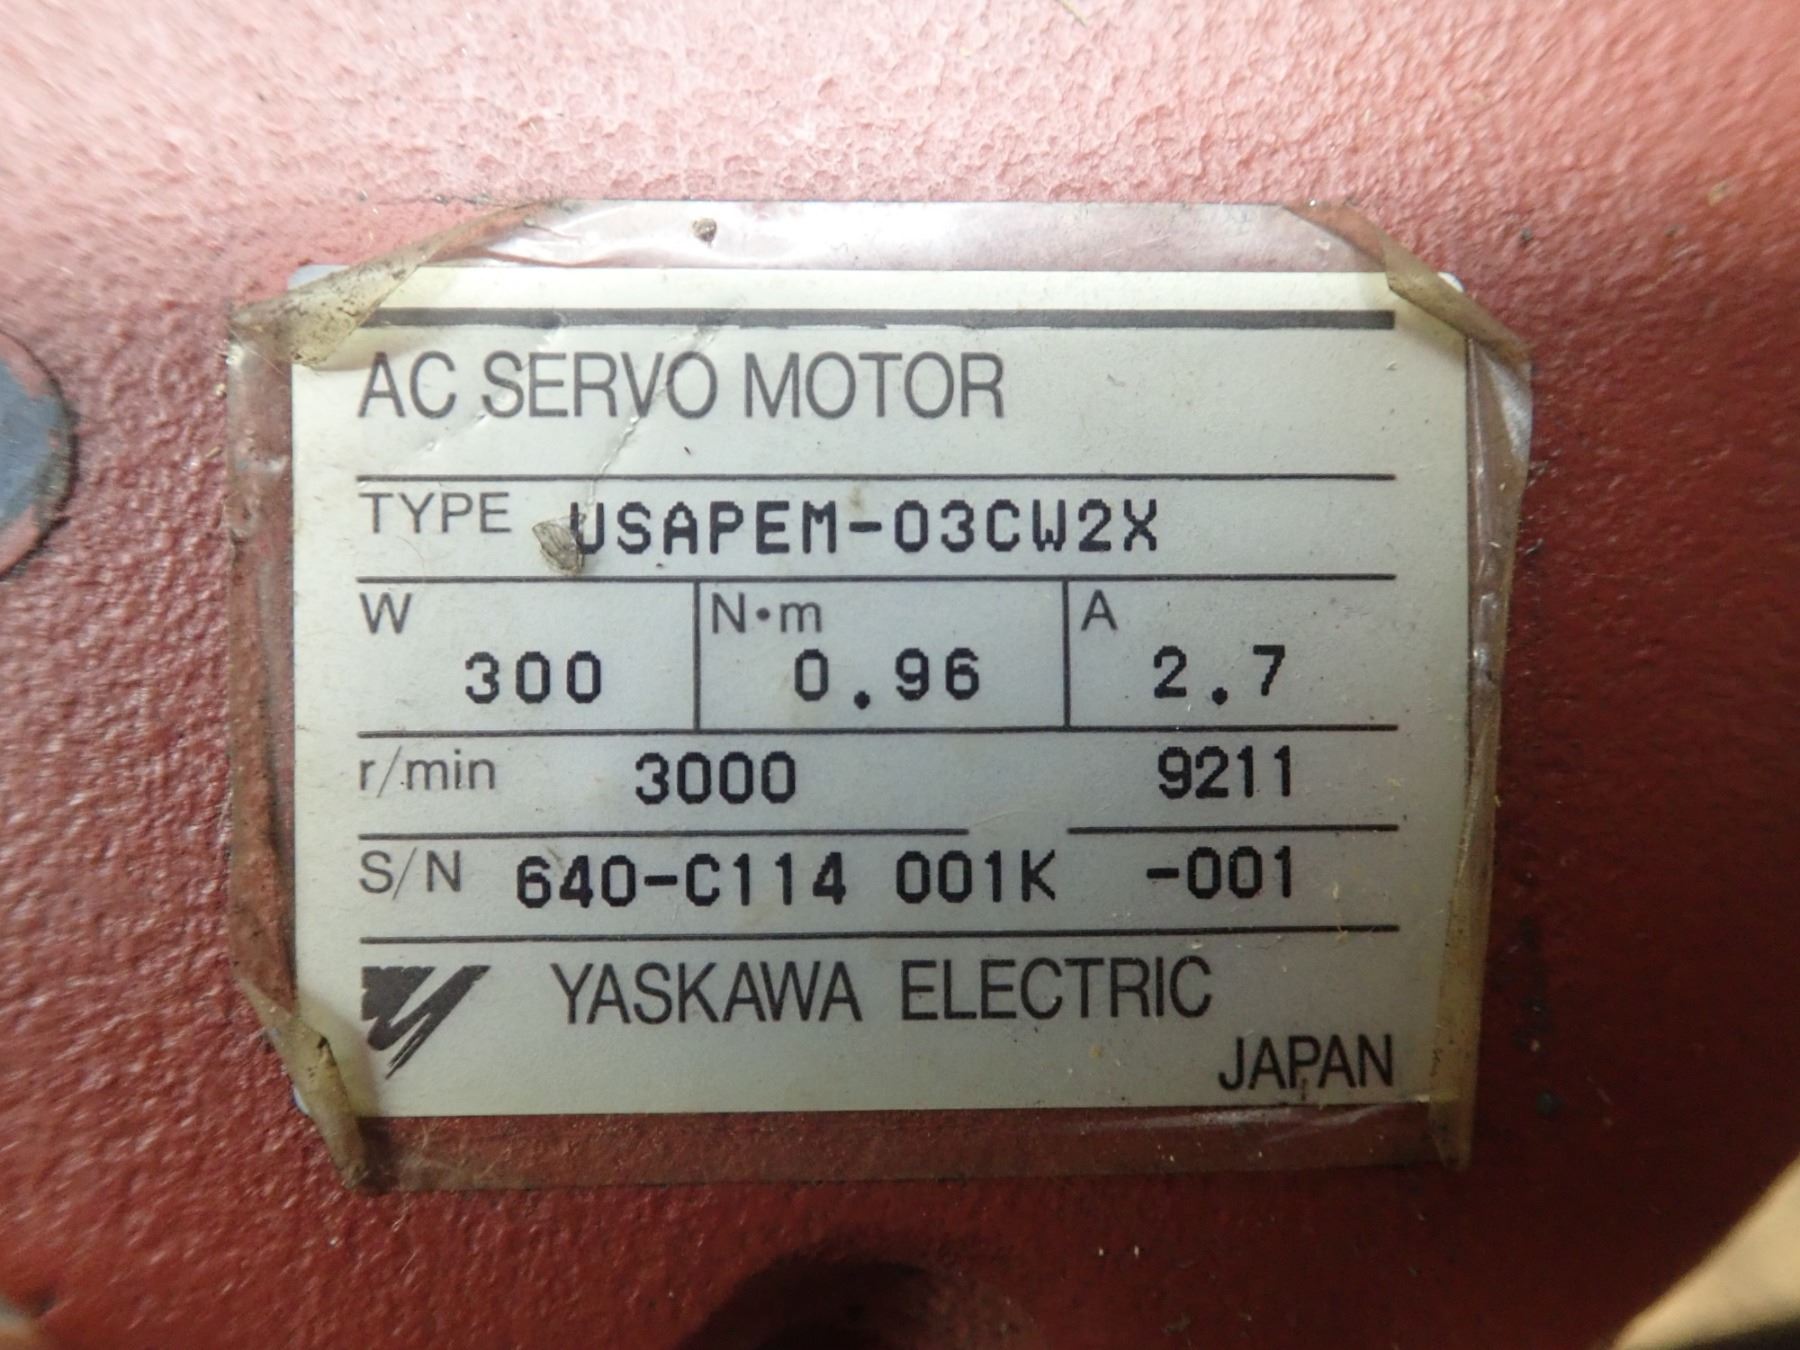 AC SERVO MOTOR
TYPE USAPEM-03CW2X
W N·m A
300 0.96 2.7
r/min 3000 9211
S/N 640-C114 001K -001
YASKAWA ELECTRIC
JAPAN